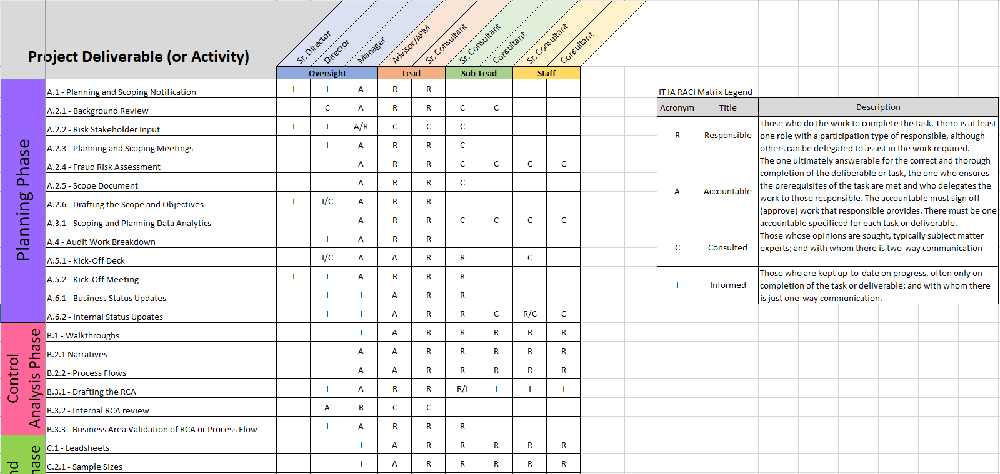 Project Deliverable (or Activity)
Sr. Director
Director
Manager
Advisor/APM
Sr. Consultant
Sr. Consultant
Consultant
Sr. Consultant
Consultant
Oversight Lead Sub-Lead Staff
Planning Phase
A.1 - Planning and Scoping Notification I I A R R
A.2.1 - Background Review C A R R C C
A.2.2 - Risk Stakeholder Input I I A/R C C C
A.2.3 - Planning and Scoping Meetings I A R R C
A.2.4 - Fraud Risk Assessment A R R C C C C
A.2.5 - Scope Document A R R C
A.2.6 - Drafting the Scope and Objectives I I/C A R R
A.3.1 - Scoping and Planning Data Analytics A R R C C C C
A.4 - Audit Work Breakdown I A R R
A.5.1 - Kick-Off Deck I/C A A R R C
A.5.2 - Kick-Off Meeting I I A R R R
A.6.1 - Business Status Updates I I A R R
A.6.2 - Internal Status Updates I I A R R C R/C C
Control
Analysis Phase
B.1 - Walkthroughs I A R R R R R
B.2.1 Narratives A A R R R R R
B.2.2 - Process Flows A A R R R R R
B.3.1 - Drafting the RCA I A R R R/I I I I
B.3.2 - Internal RCA review A R C C
B.3.3 - Business Area Validation of RCA or Process Flow I A R R R
C.1 - Leadsheets I A R R R R R
C.2.1 - Sample Sizes I A R R R R R
IT IA RACI Matrix Legend
Acronym Title Description
R Responsible
Those who do the work to complete the task. There is at least
one role with a participation type of responsible, although
others can be delegated to assist in the work required.
A Accountable
The one ultimately answerable for the correct and thorough
completion of the deliberable or task, the one who ensures
the prerequisites of the task are met and who delegates the
work to those responsible. The accountable must sign off
(approve) work that responsible provides. There must be one
accountable specificed for each task or deliverable.
C Consulted
Those whose opinions are sought, typically subject matter
experts; and with whom there is two-way communication
I Informed
Those who are kept up-to-date on progress, often only on
completion of the task or deliverable; and with whom there
is just one-way communication.